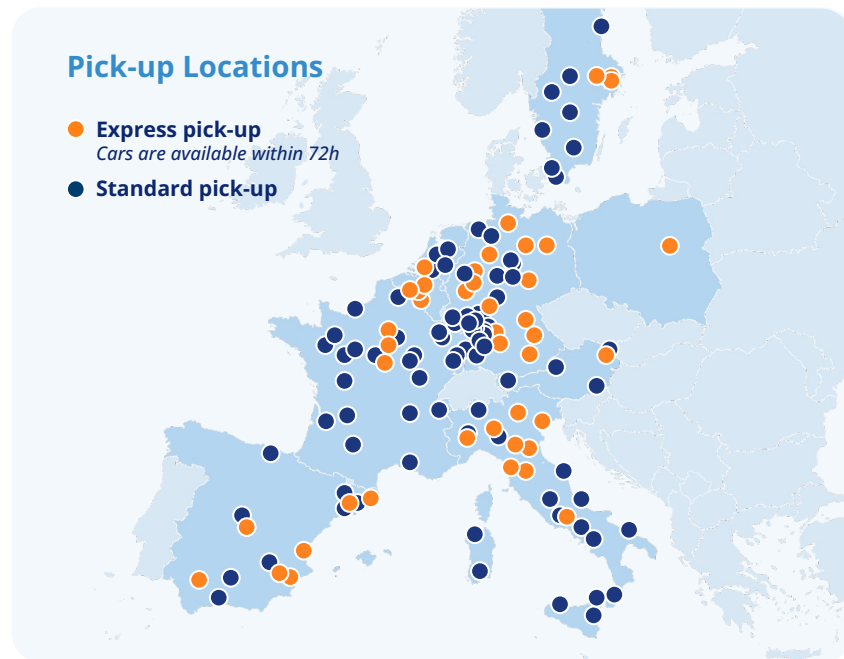 Pick-up Locations
Express pick-up
Cars are available within 72h
Standard pick-up